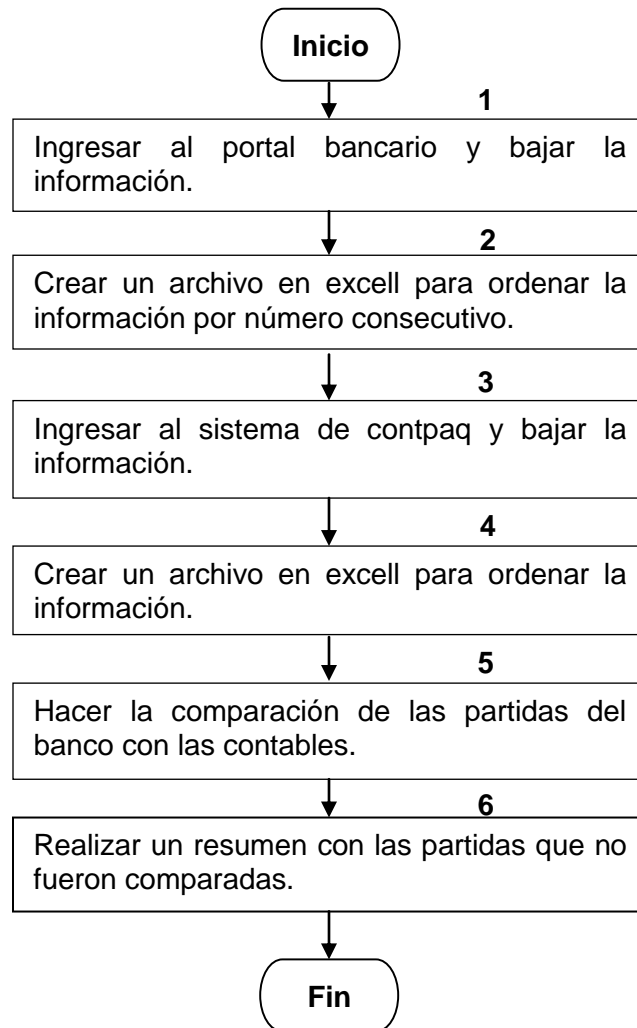 Inicio
1
Ingresar al portal bancario y bajar la
información.
2
Crear un archivo en excell para ordenar la
información por número consecutivo.
3
Ingresar al sistema de contpaq y bajar la
información.
4
Crear un archivo en excell para ordenar la
información.
5
Hacer la comparación de las partidas del
banco con las contables.
6
Realizar un resumen con las partidas que no
fueron comparadas.
Fin